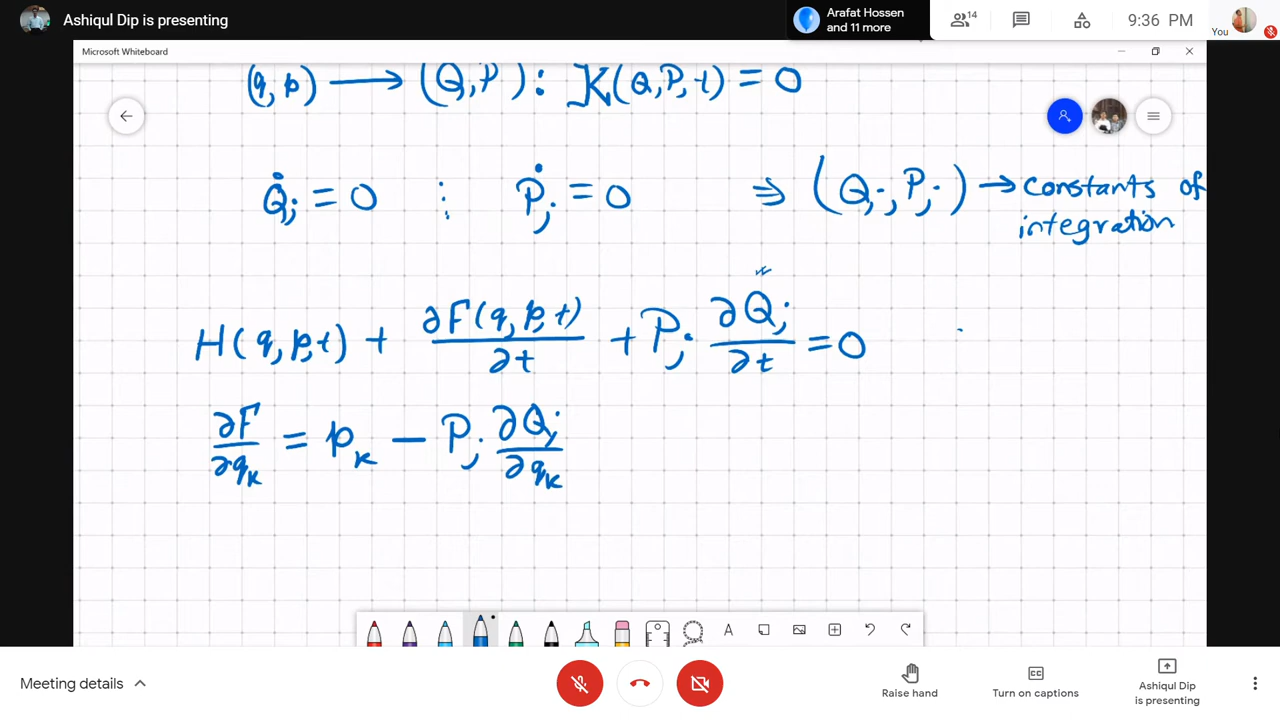 Ashiqul Dip is presenting
Arafat Hossen
and 11 more
14
9:36 PM
You
Microsoft Whiteboard
(q, p) ⟶ (Q, P) : K(Q, P, t) = 0
Q̇ⱼ = 0 ; Ṗⱼ = 0 ⇒ (Qⱼ, Pⱼ) → constants of
integration
H(q, p, t) + ∂F(q, p, t)/∂t + Pⱼ ∂Qⱼ/∂t = 0
∂F/∂qₖ = pₖ − Pⱼ ∂Qⱼ/∂qₖ
A
Meeting details
Raise hand
CC
Turn on captions
Ashiqul Dip
is presenting